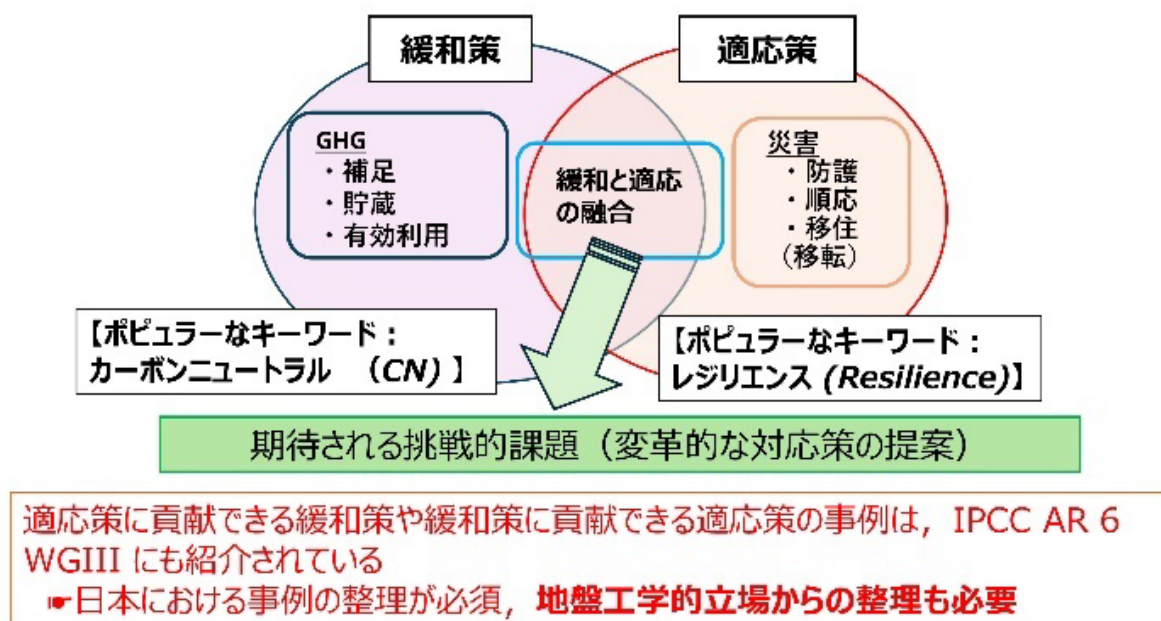 緩和策
適応策
GHG
・補足
・貯蔵
・有効利用
緩和と適応
の融合
災害
・防護
・順応
・移住
（移転）
【ポピュラーなキーワード：
カーボンニュートラル （CN) 】
【ポピュラーなキーワード：
レジリエンス (Resilience)】
期待される挑戦的課題（変革的な対応策の提案）
適応策に貢献できる緩和策や緩和策に貢献できる適応策の事例は，IPCC AR 6
WGIII にも紹介されている
☛日本における事例の整理が必須，地盤工学的立場からの整理も必要